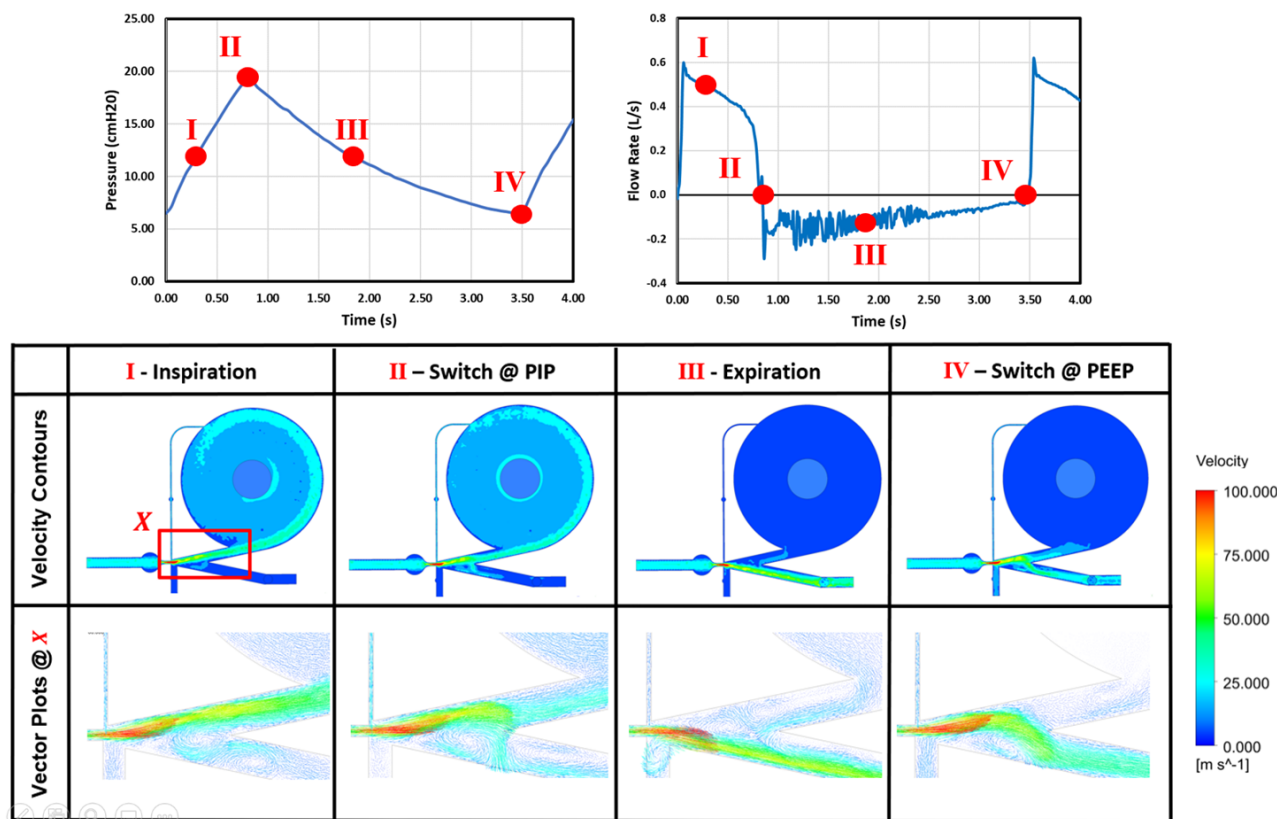 25.00
20.00
15.00
10.00
5.00
0.00
Pressure (cmH20)
0.00 0.50 1.00 1.50 2.00 2.50 3.00 3.50 4.00
Time (s)
I
II
III
IV
0.8
0.6
0.4
0.2
0.0
-0.2
-0.4
Flow Rate (L/s)
0.00 0.50 1.00 1.50 2.00 2.50 3.00 3.50 4.00
Time (s)
I
II
III
IV
I - Inspiration
II – Switch @ PIP
III - Expiration
IV – Switch @ PEEP
Velocity Contours
X
Vector Plots @ X
Velocity
100.000
75.000
50.000
25.000
0.000
[m s^-1]